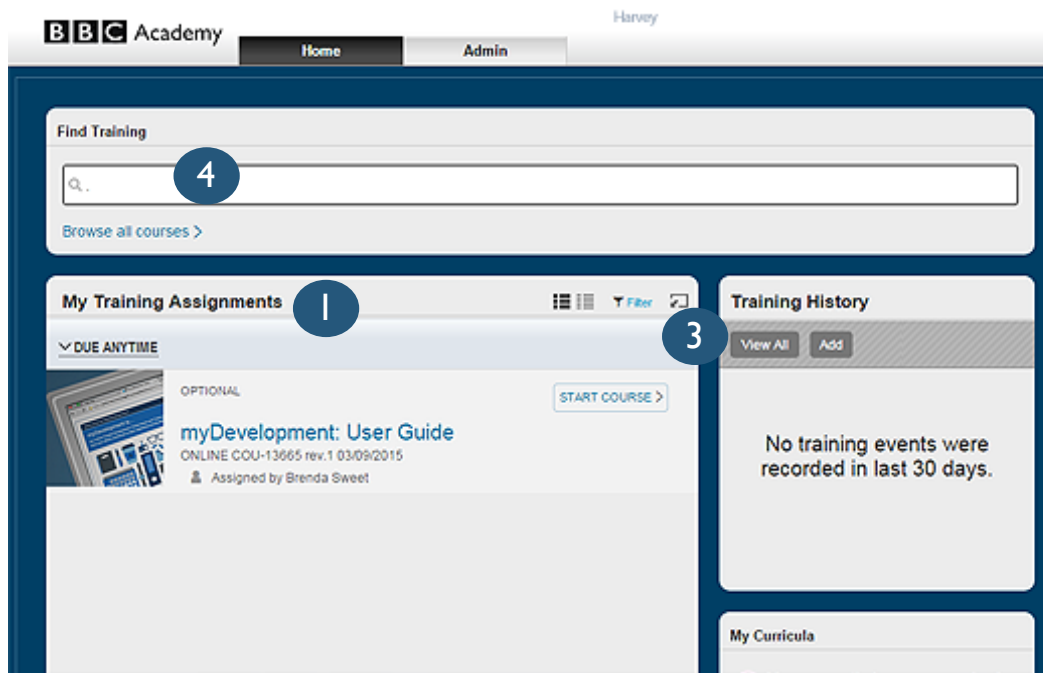 Harvey
BBC Academy
Home Admin
Find Training
4
.
Browse all courses >
My Training Assignments 1 Filter
DUE ANYTIME
OPTIONAL
START COURSE >
myDevelopment: User Guide
ONLINE COU-13665 rev.1 03/09/2015
Assigned by Brenda Sweet
3
Training History
View All Add
No training events were
recorded in last 30 days.
My Curricula